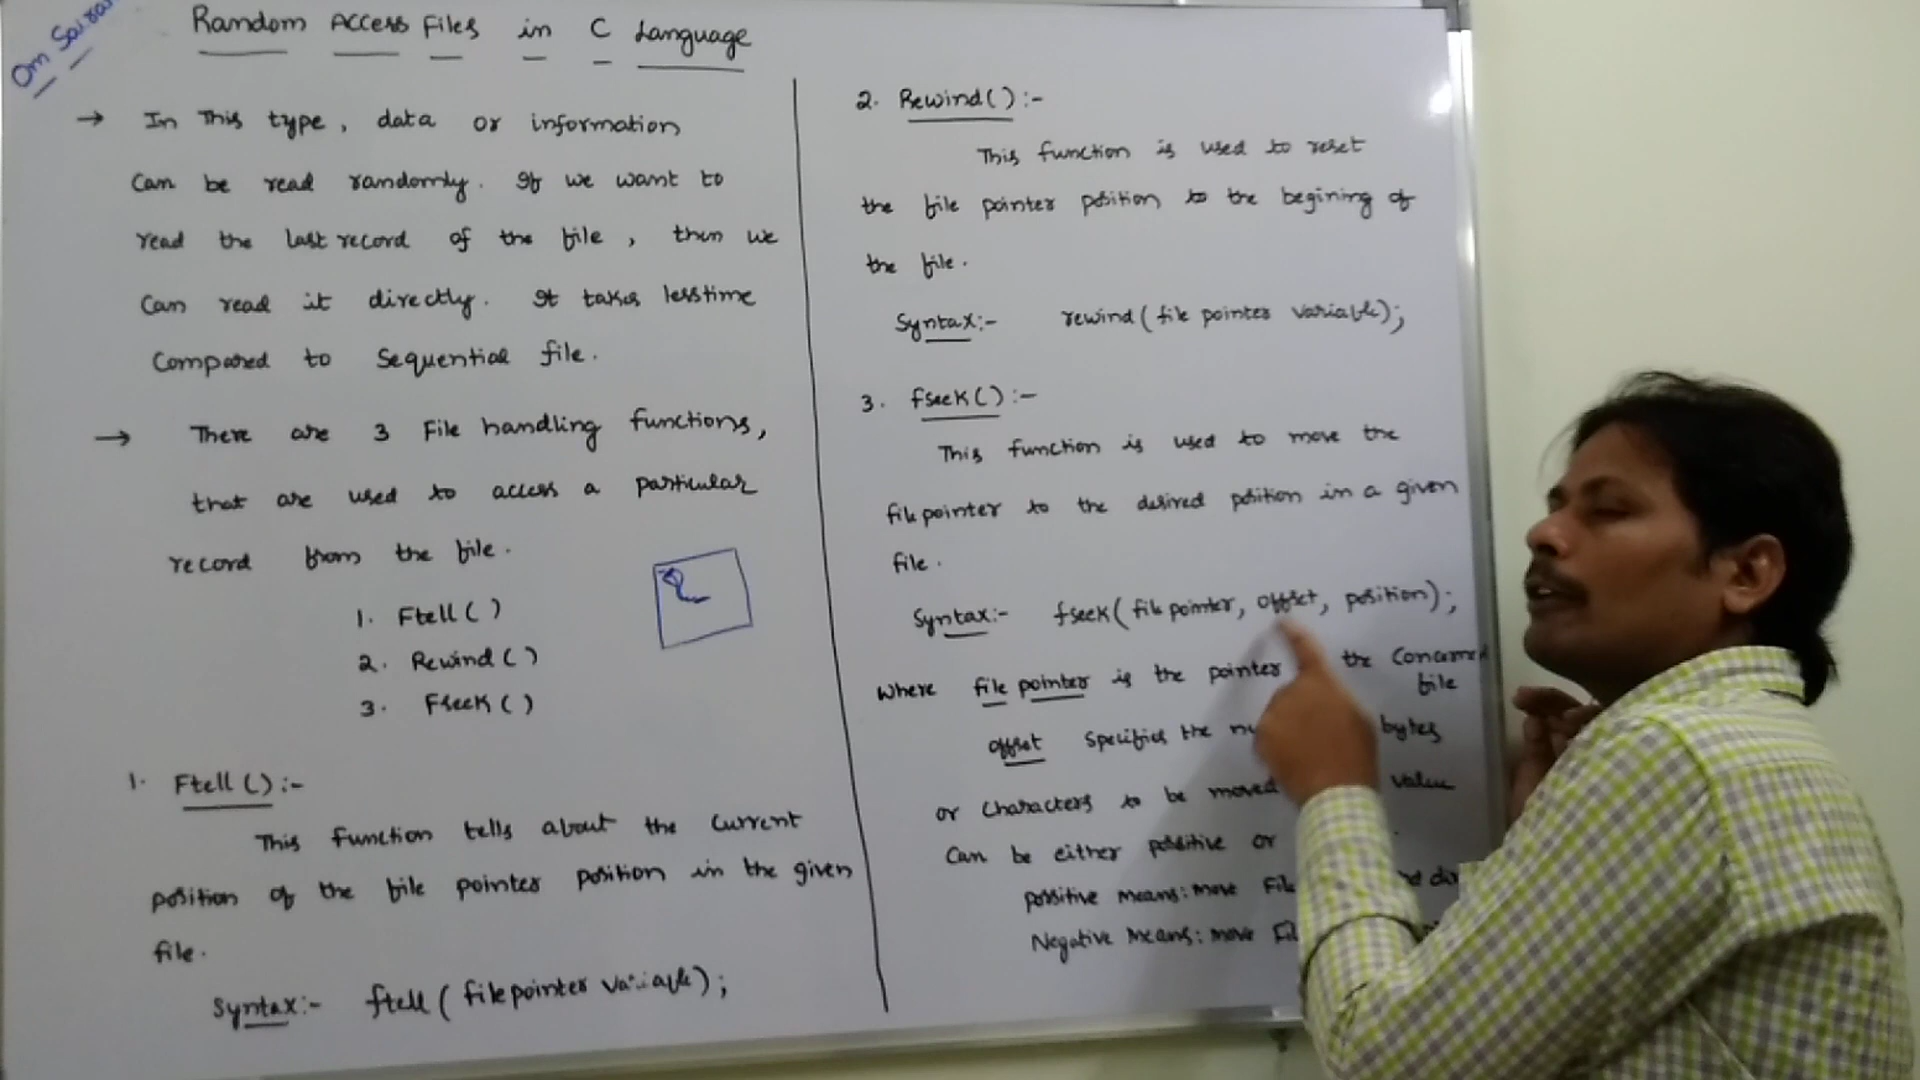 Om Sairam
Random Access Files in C Language
→ In This type, data or information
Can be read randomly. If we want to
read the last record of the file, then we
Can read it directly. It takes lesstime
Compared to Sequential file.
→ There are 3 File handling functions,
that are used to access a particular
record from the file.
1. Ftell()
2. Rewind()
3. Fseek()
1. Ftell() :-
This function tells about the current
position of the file pointer position in the given
file.
Syntax:- ftell(filepointer variable);
2. Rewind() :-
This function is used to reset
the file pointer position to the begining of
the file.
Syntax:- rewind(file pointer variable);
3. fseek() :-
This function is used to move the
filepointer to the desired position in a given
file.
Syntax:- fseek(file pointer, offset, position);
Where file pointer is the pointer the
file
offset specifies the bytes
or characters to be moved value
Can be either positive or
positive means: move
Negative Means: move